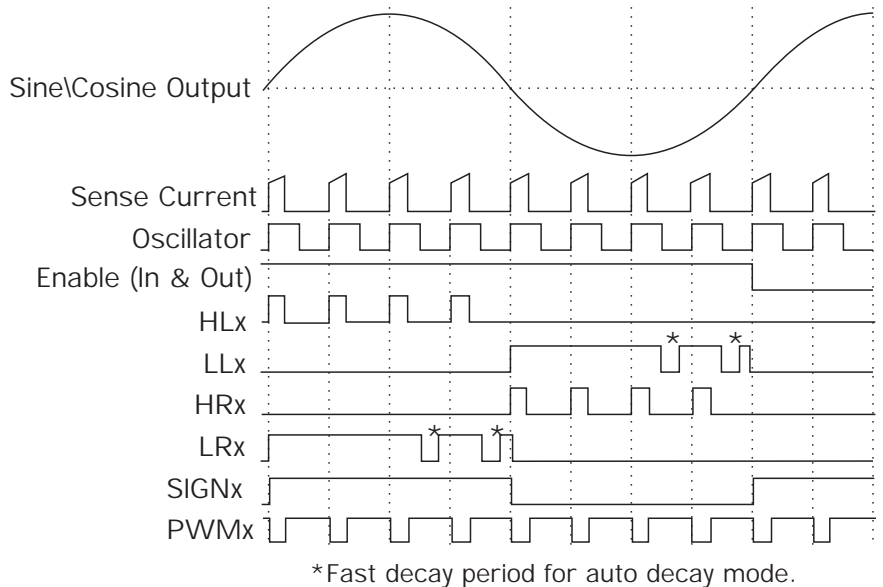 Sine\Cosine Output
Sense Current
Oscillator
Enable (In & Out)
HLx
* *
LLx
HRx
* *
LRx
SIGNx
PWMx
*Fast decay period for auto decay mode.